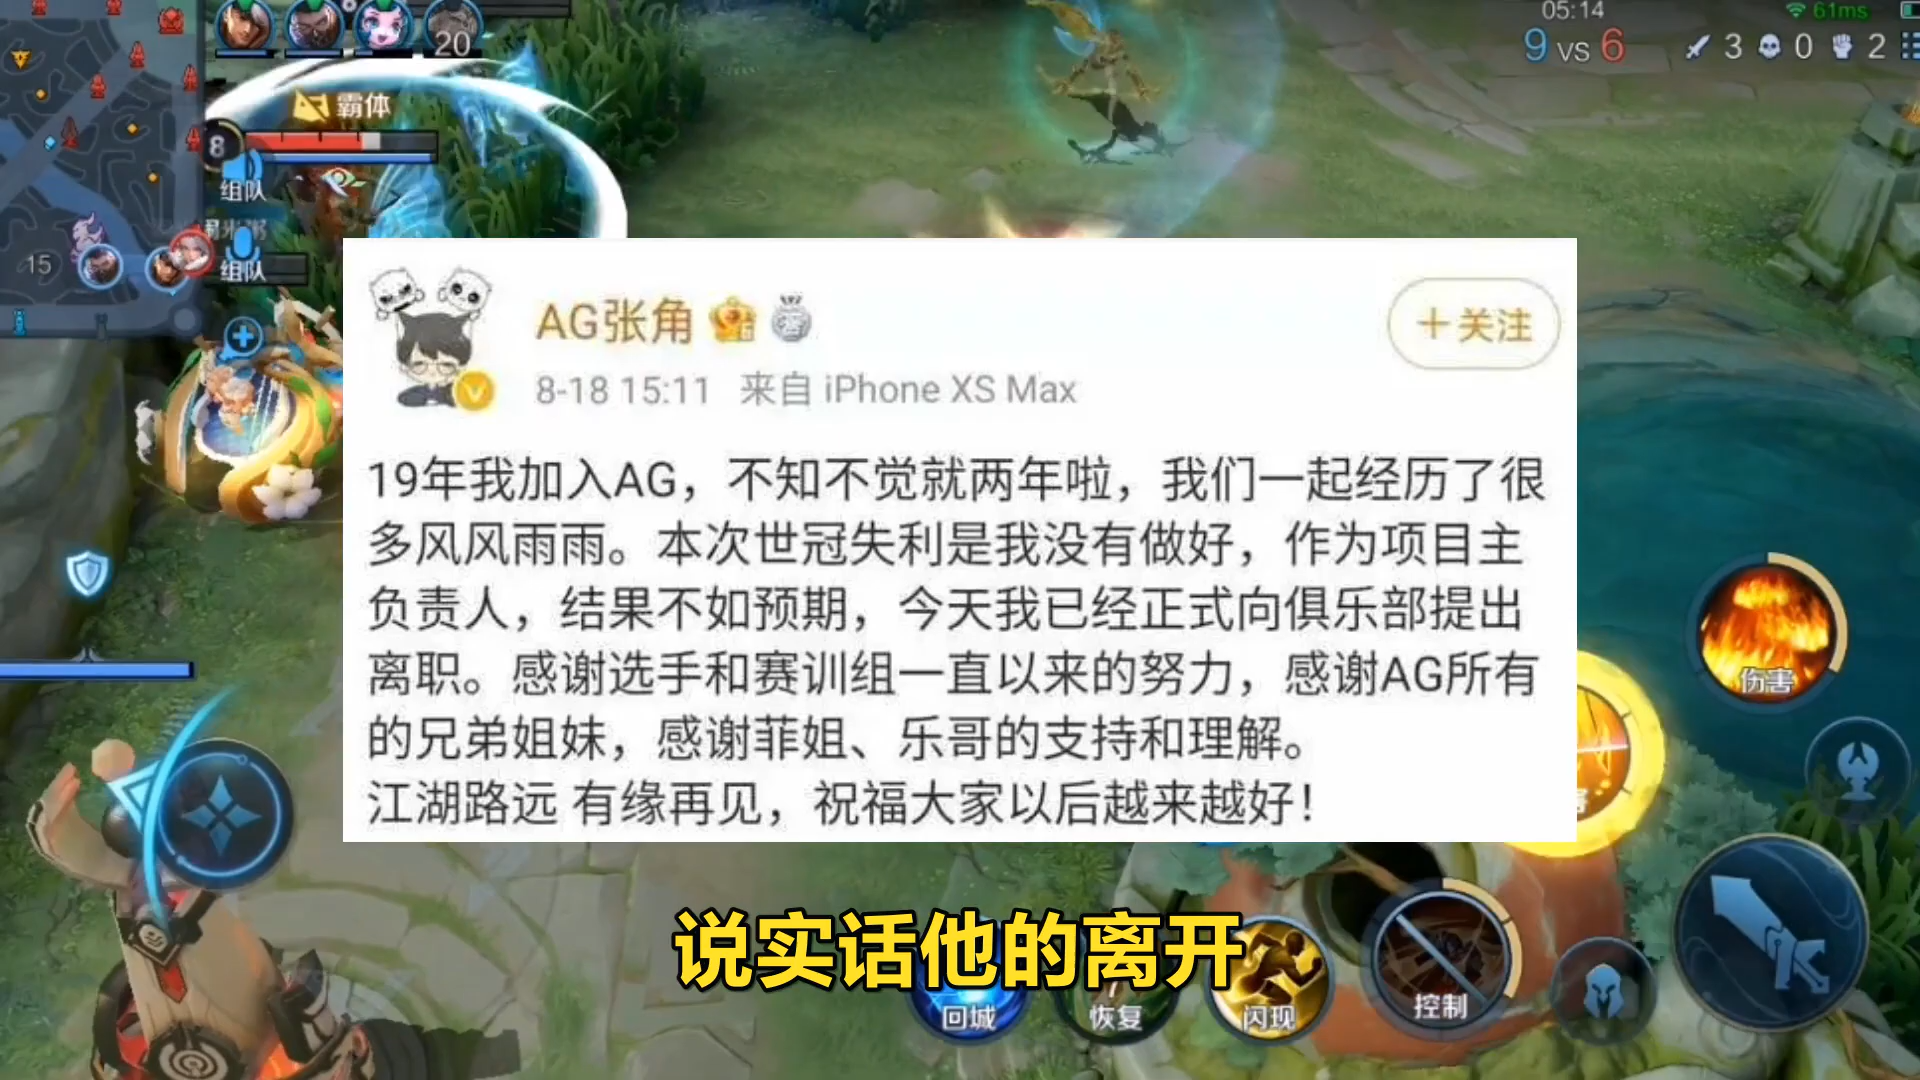 05:14
61ms
9 vs 6
3 0 2
20
霸体
8
组队
组队
15
AG张角
+关注
8-18 15:11 来自 iPhone XS Max
19年我加入AG，不知不觉就两年啦，我们一起经历了很
多风风雨雨。本次世冠失利是我没有做好，作为项目主
负责人，结果不如预期，今天我已经正式向俱乐部提出
离职。感谢选手和赛训组一直以来的努力，感谢AG所有
的兄弟姐妹，感谢菲姐、乐哥的支持和理解。
江湖路远 有缘再见，祝福大家以后越来越好！
伤害
说实话他的离开
回城
恢复
闪现
控制